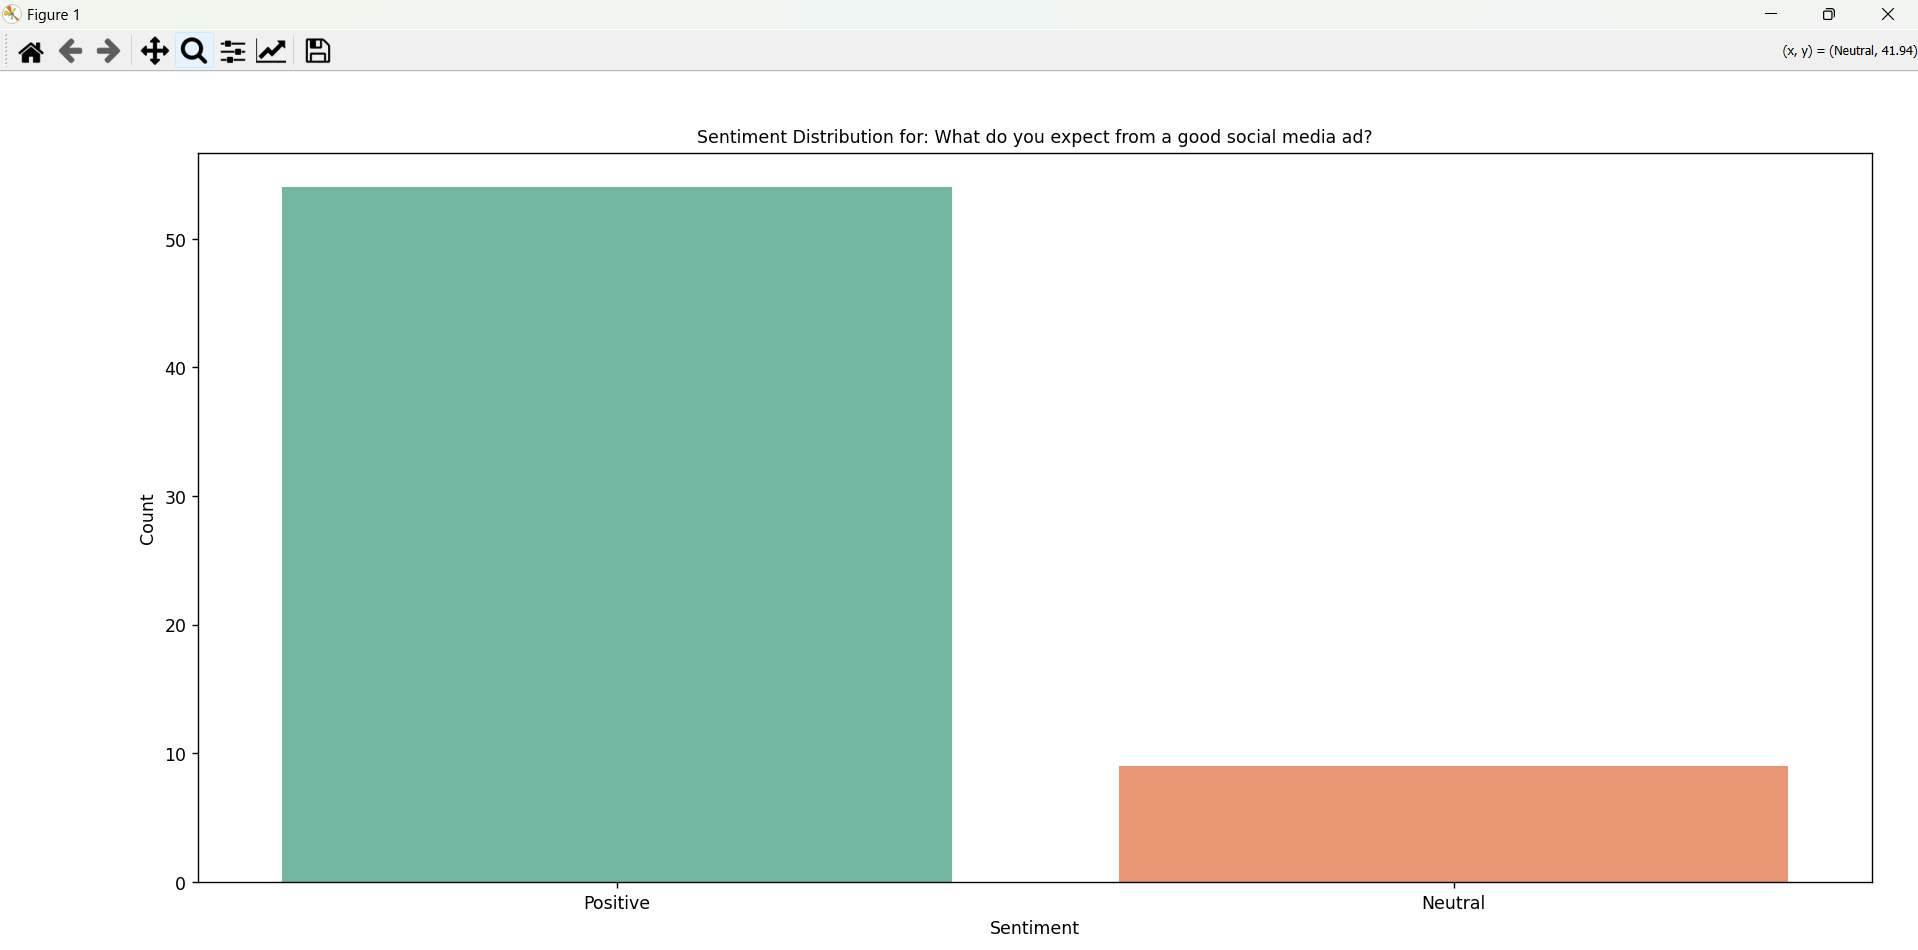 Figure 1
(x, y) = (Neutral, 41.94)
Sentiment Distribution for: What do you expect from a good social media ad?
50
40
30
20
10
0
Count
Positive
Neutral
Sentiment